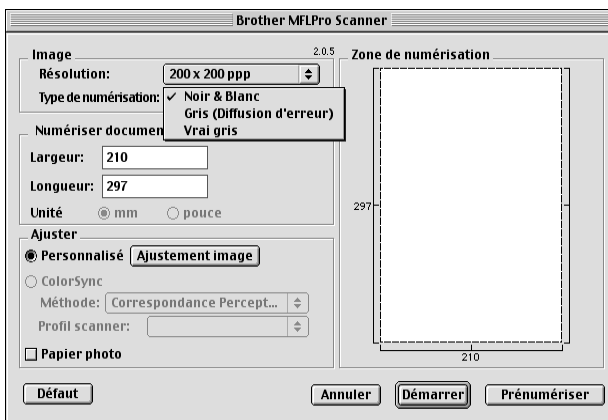 Brother MFLPro Scanner
Image
2.0.5
Résolution: 200 x 200 ppp
Type de numérisation: ✓ Noir & Blanc
Gris (Diffusion d'erreur)
Vrai gris
Numériser documen
Largeur: 210
Longueur: 297
Unité mm pouce
Ajuster
Personnalisé Ajustement image
ColorSync
Méthode: Correspondance Percept...
Profil scanner:
Papier photo
Zone de numérisation
297
210
Défaut Annuler Démarrer Prénumériser